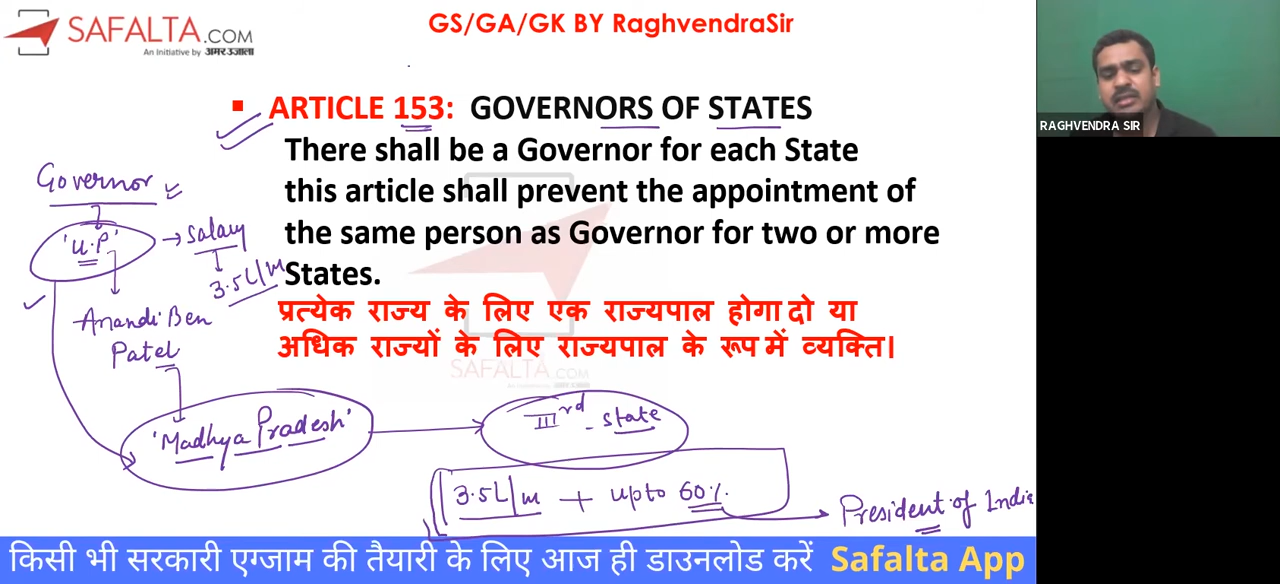 SAFALTA.COM
An Initiative by अमर उजाला
GS/GA/GK BY RaghvendraSir
RAGHVENDRA SIR
ARTICLE 153: GOVERNORS OF STATES
There shall be a Governor for each State
this article shall prevent the appointment of
the same person as Governor for two or more
States.
प्रत्येक राज्य के लिए एक राज्यपाल होगा दो या
अधिक राज्यों के लिए राज्यपाल के रूप में व्यक्ति।
SAFALTA.COM
Governor
'U.P'
Salary
3.5L/m
Anandi Ben
Patel
'Madhya Pradesh'
IIIrd - state
3.5L/m + upto 60%.
President of India
किसी भी सरकारी एग्जाम की तैयारी के लिए आज ही डाउनलोड करें Safalta App